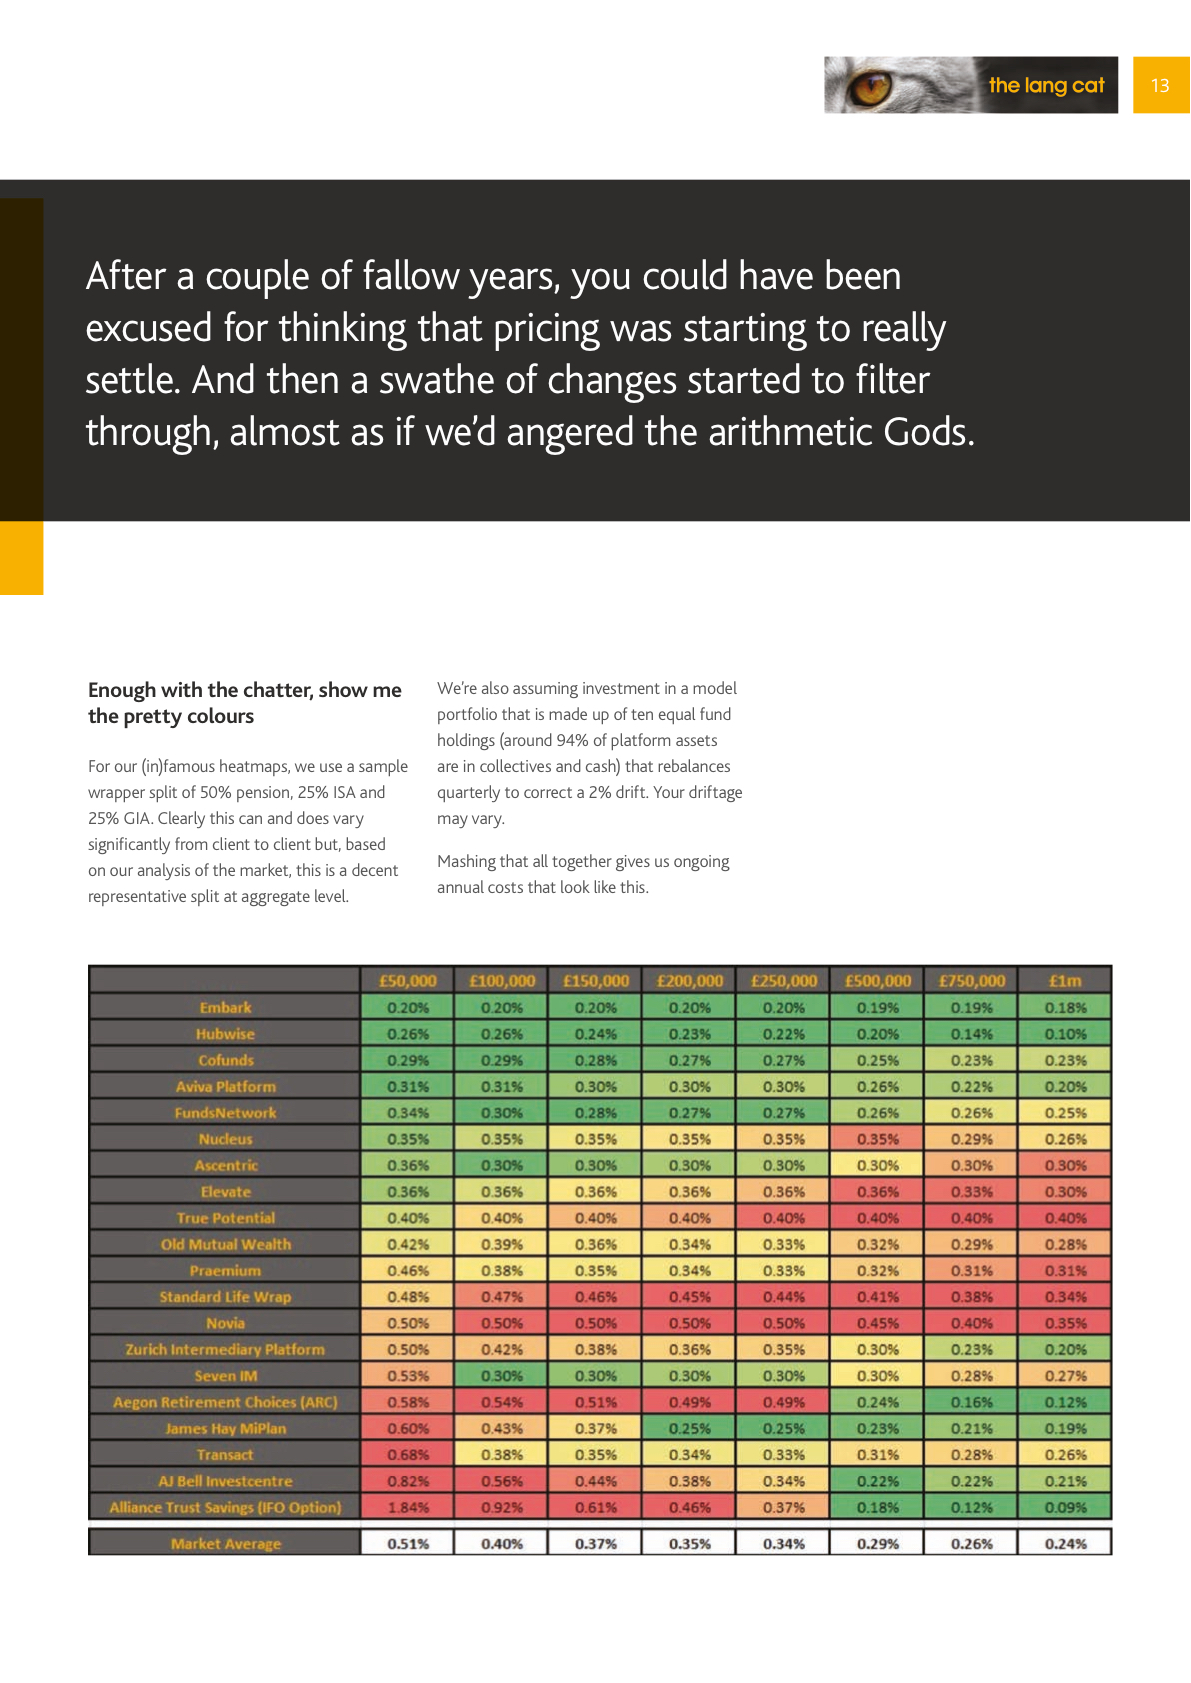 the lang cat
13
After a couple of fallow years, you could have been
excused for thinking that pricing was starting to really
settle. And then a swathe of changes started to filter
through, almost as if we’d angered the arithmetic Gods.
Enough with the chatter, show me
the pretty colours
For our (in)famous heatmaps, we use a sample
wrapper split of 50% pension, 25% ISA and
25% GIA. Clearly this can and does vary
significantly from client to client but, based
on our analysis of the market, this is a decent
representative split at aggregate level.
We’re also assuming investment in a model
portfolio that is made up of ten equal fund
holdings (around 94% of platform assets
are in collectives and cash) that rebalances
quarterly to correct a 2% drift. Your driftage
may vary.
Mashing that all together gives us ongoing
annual costs that look like this.
£50,000 £100,000 £150,000 £200,000 £250,000 £500,000 £750,000 £1m
Embark 0.20% 0.20% 0.20% 0.20% 0.20% 0.19% 0.19% 0.18%
Hubwise 0.26% 0.26% 0.24% 0.23% 0.22% 0.20% 0.14% 0.10%
Cofunds 0.29% 0.29% 0.28% 0.27% 0.27% 0.25% 0.23% 0.23%
Aviva Platform 0.31% 0.31% 0.30% 0.30% 0.30% 0.26% 0.22% 0.20%
FundsNetwork 0.34% 0.30% 0.28% 0.27% 0.27% 0.26% 0.26% 0.25%
Nucleus 0.35% 0.35% 0.35% 0.35% 0.35% 0.35% 0.29% 0.26%
Ascentric 0.36% 0.30% 0.30% 0.30% 0.30% 0.30% 0.30% 0.30%
Elevate 0.36% 0.36% 0.36% 0.36% 0.36% 0.36% 0.33% 0.30%
True Potential 0.40% 0.40% 0.40% 0.40% 0.40% 0.40% 0.40% 0.40%
Old Mutual Wealth 0.42% 0.39% 0.36% 0.34% 0.33% 0.32% 0.29% 0.28%
Praemium 0.46% 0.38% 0.35% 0.34% 0.33% 0.32% 0.31% 0.31%
Standard Life Wrap 0.48% 0.47% 0.46% 0.45% 0.44% 0.41% 0.38% 0.34%
Novia 0.50% 0.50% 0.50% 0.50% 0.50% 0.45% 0.40% 0.35%
Zurich Intermediary Platform 0.50% 0.42% 0.38% 0.36% 0.35% 0.30% 0.23% 0.20%
Seven IM 0.53% 0.30% 0.30% 0.30% 0.30% 0.30% 0.28% 0.27%
Aegon Retirement Choices (ARC) 0.58% 0.54% 0.51% 0.49% 0.49% 0.24% 0.16% 0.12%
James Hay MiPlan 0.60% 0.43% 0.37% 0.25% 0.25% 0.23% 0.21% 0.19%
Transact 0.68% 0.38% 0.35% 0.34% 0.33% 0.31% 0.28% 0.26%
AJ Bell Investcentre 0.82% 0.56% 0.44% 0.38% 0.34% 0.22% 0.22% 0.21%
Alliance Trust Savings (IFO Option) 1.84% 0.92% 0.61% 0.46% 0.37% 0.18% 0.12% 0.09%
Market Average 0.51% 0.40% 0.37% 0.35% 0.34% 0.29% 0.26% 0.24%